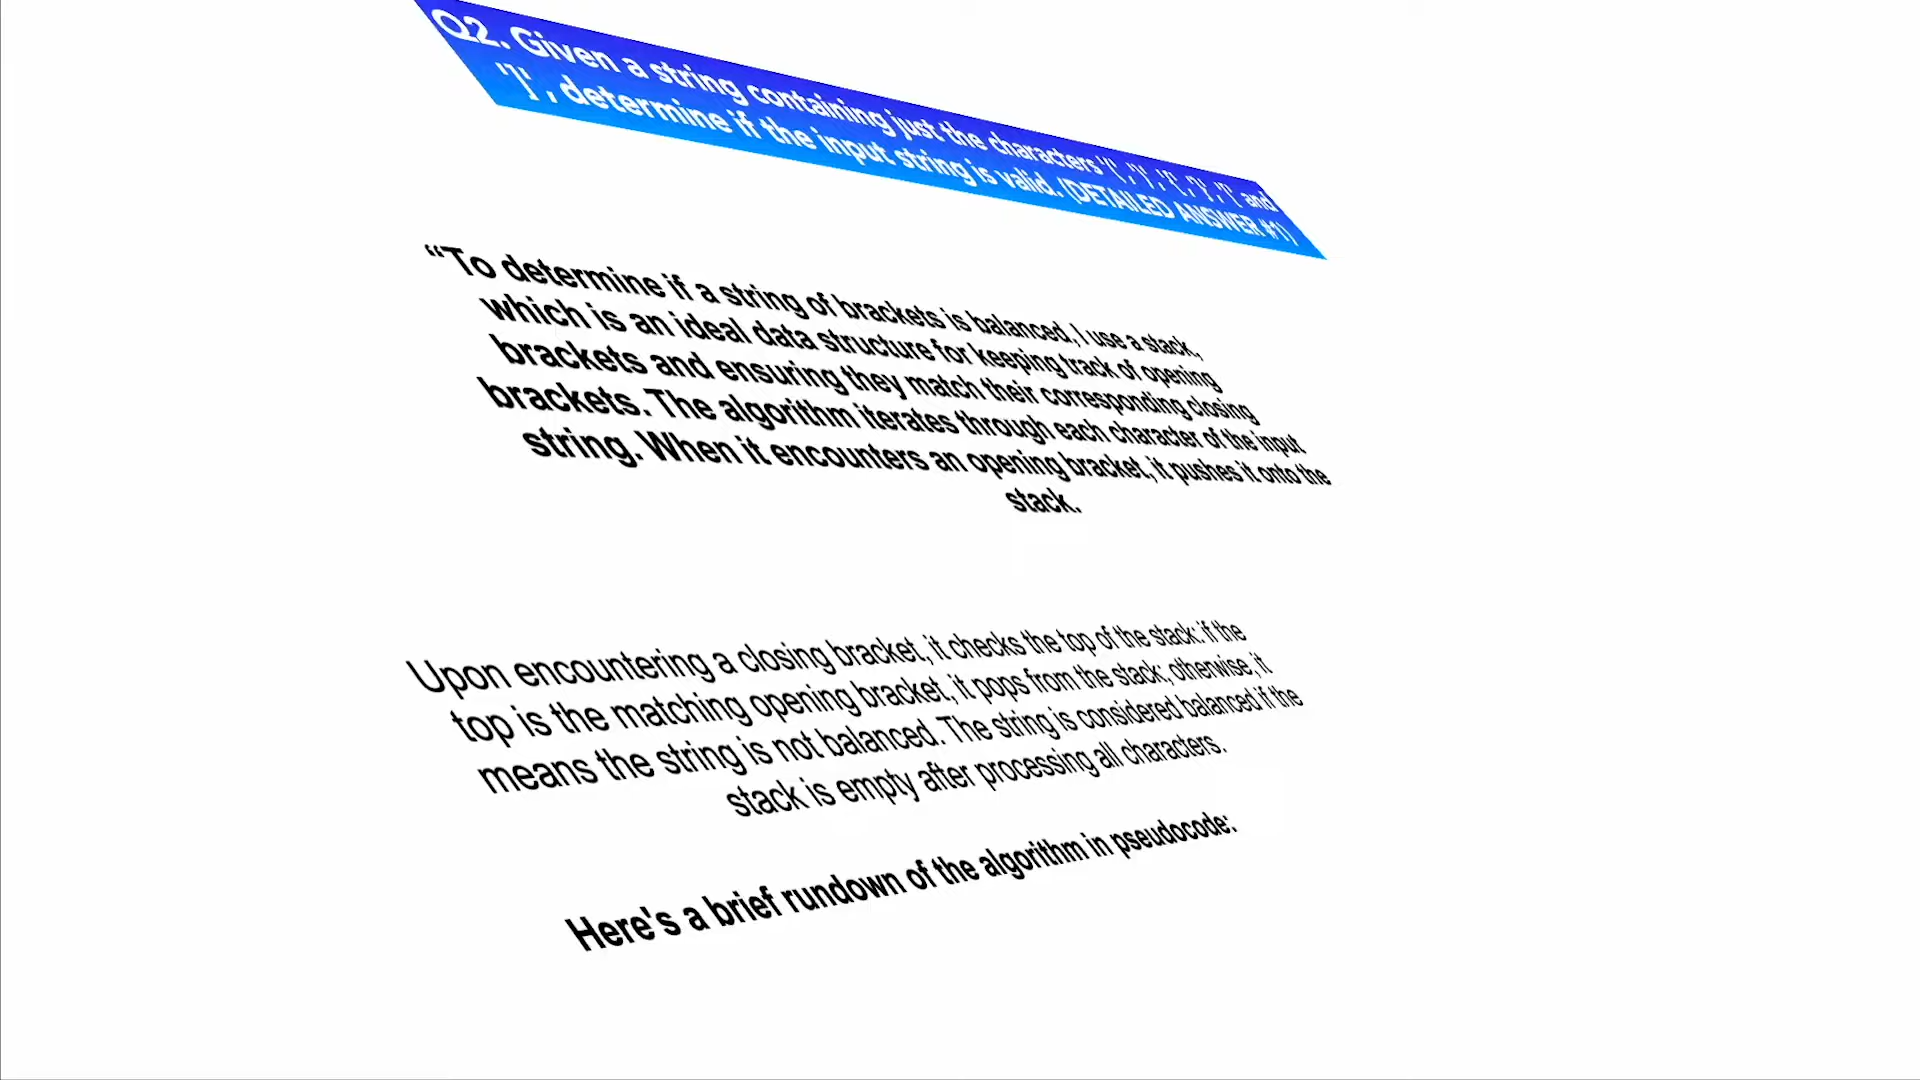 Q2. Given a string containing just the characters '(', ')', '{', '}', '[' and
']', determine if the input string is valid. (DETAILED ANSWER #1)
“To determine if a string of brackets is balanced, I use a stack,
which is an ideal data structure for keeping track of opening
brackets and ensuring they match their corresponding closing
brackets. The algorithm iterates through each character of the input
string. When it encounters an opening bracket, it pushes it onto the
stack.
Upon encountering a closing bracket, it checks the top of the stack: if the
top is the matching opening bracket, it pops from the stack; otherwise, it
means the string is not balanced. The string is considered balanced if the
stack is empty after processing all characters.
Here's a brief rundown of the algorithm in pseudocode: